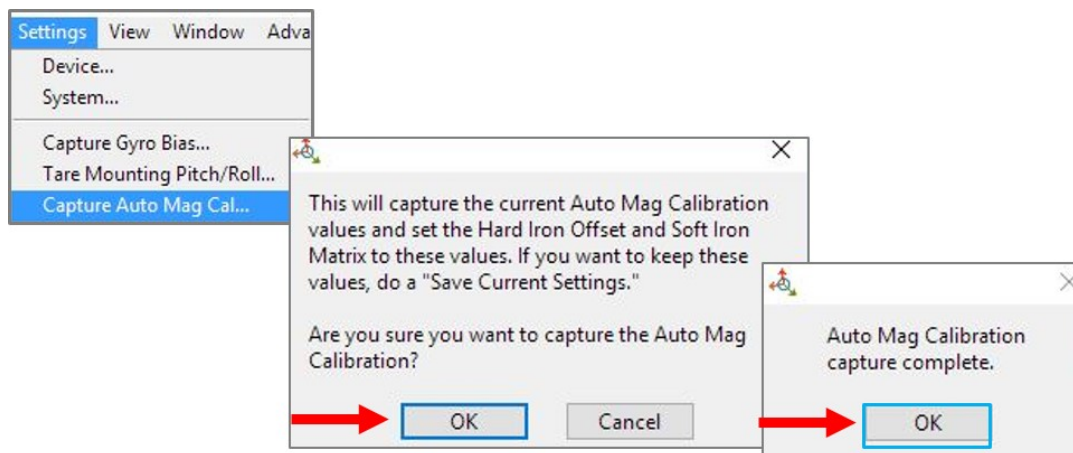 Settings View Window Adva
Device...
System...
Capture Gyro Bias...
Tare Mounting Pitch/Roll...
Capture Auto Mag Cal...
This will capture the current Auto Mag Calibration
values and set the Hard Iron Offset and Soft Iron
Matrix to these values. If you want to keep these
values, do a "Save Current Settings."
Are you sure you want to capture the Auto Mag
Calibration?
OK Cancel
Auto Mag Calibration
capture complete.
OK